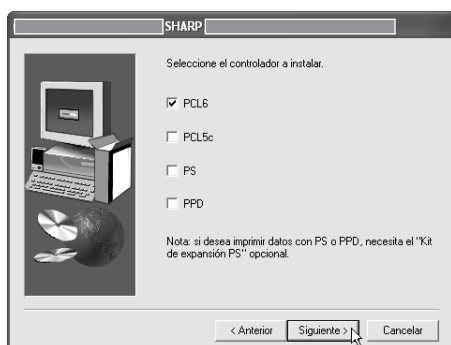 SHARP
Seleccione el controlador a instalar.
PCL6
PCL5c
PS
PPD
Nota: si desea imprimir datos con PS o PPD, necesita el "Kit
de expansión PS" opcional.
< Anterior
Siguiente >
Cancelar